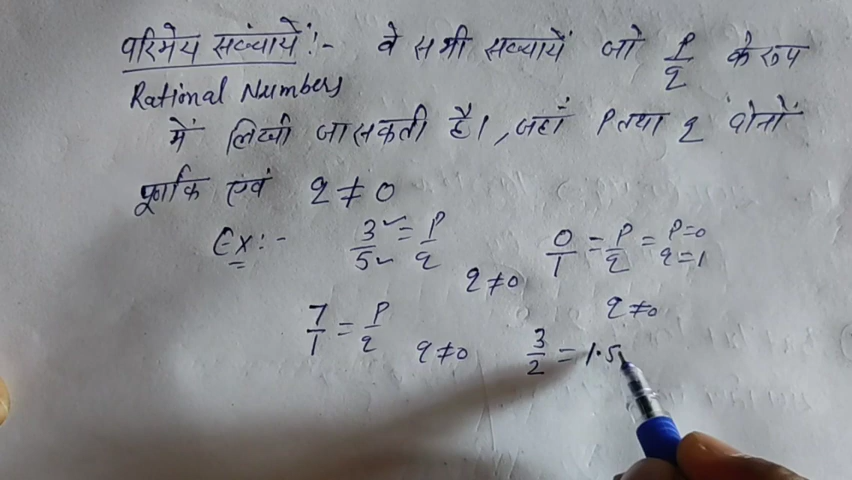 परिमेय सख्यायें:- वे सभी सख्यायें जो P/q के रूप
Rational Numbers
में लिखी जा सकती है। ,जहाँ P तथा q दोनों
पूर्णांक एवं q ≠ 0
Ex:- 3/5 = P/q q ≠ 0 0/1 = P/q = P=0 q=1
q ≠ 0
7/1 = P/q q ≠ 0 3/2 = 1.5